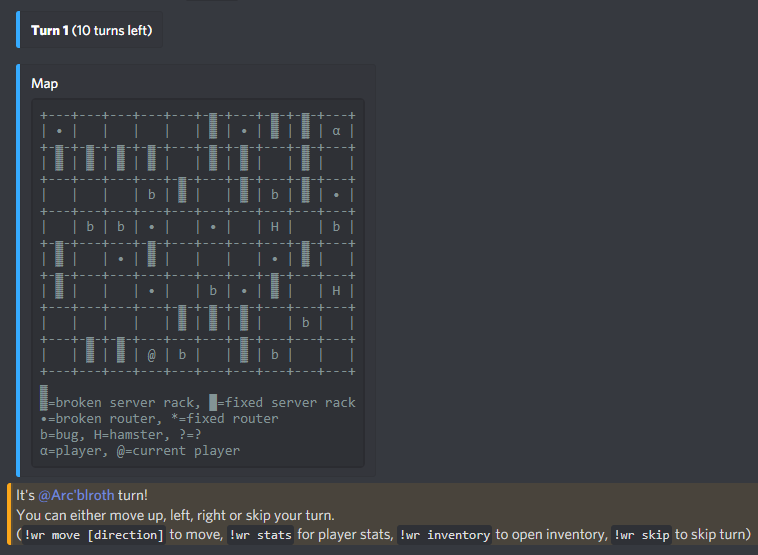 Turn 1 (10 turns left)
Map
+---+---+---+---+---+---+---+---+---+---+
| • |   |   |   |   | ▒ | • | ▒ | ▒ | α |
+---+---+---+---+---+---+---+---+---+---+
| ▒ | ▒ | ▒ | ▒ |   | ▒ | ▒ |   | ▒ |   |
+---+---+---+---+---+---+---+---+---+---+
|   |   |   | b | ▒ |   | ▒ | b | ▒ | • |
+---+---+---+---+---+---+---+---+---+---+
|   | b | b | • |   | • |   | H |   | b |
+---+---+---+---+---+---+---+---+---+---+
| ▒ |   | • | ▒ |   |   |   | • | ▒ |   |
+---+---+---+---+---+---+---+---+---+---+
| ▒ |   |   | • |   | b | • | ▒ |   | H |
+---+---+---+---+---+---+---+---+---+---+
|   |   |   |   | ▒ | ▒ | ▒ |   | b |   |
+---+---+---+---+---+---+---+---+---+---+
|   | ▒ | ▒ | @ | b |   | ▒ | b |   |   |
+---+---+---+---+---+---+---+---+---+---+
▒=broken server rack, █=fixed server rack
•=broken router, *=fixed router
b=bug, H=hamster, ?=?
α=player, @=current player
It's @Arc'blroth turn!
You can either move up, left, right or skip your turn.
(!wr move [direction] to move, !wr stats for player stats, !wr inventory to open inventory, !wr skip to skip turn)